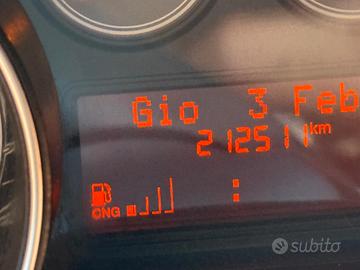 Gio 3 Feb
212511 km
CNG :
subito